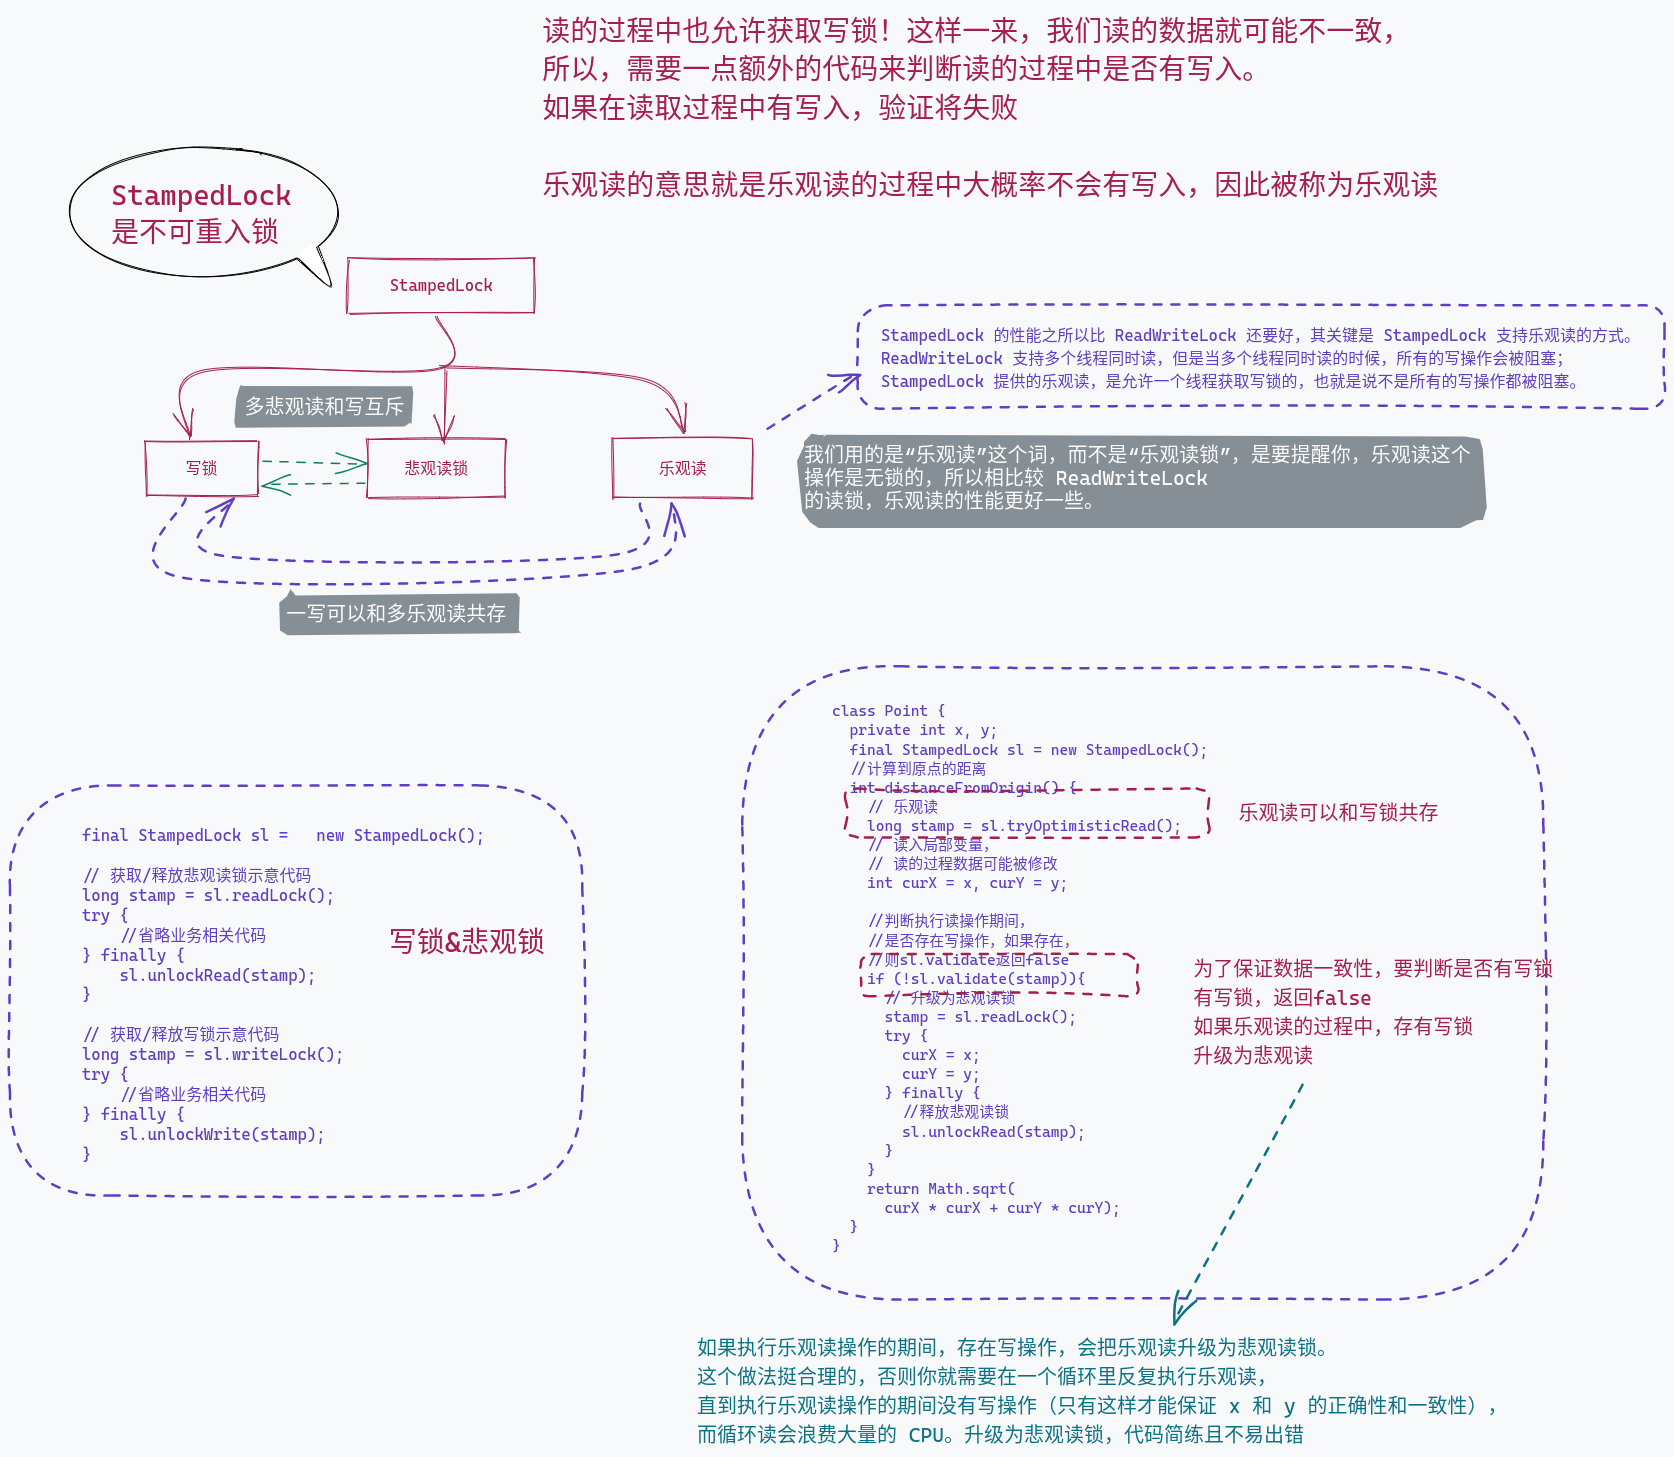 读的过程中也允许获取写锁！这样一来，我们读的数据就可能不一致，
所以，需要一点额外的代码来判断读的过程中是否有写入。
如果在读取过程中有写入，验证将失败
乐观读的意思就是乐观读的过程中大概率不会有写入，因此被称为乐观读
StampedLock
是不可重入锁
StampedLock
StampedLock 的性能之所以比 ReadWriteLock 还要好，其关键是 StampedLock 支持乐观读的方式。
ReadWriteLock 支持多个线程同时读，但是当多个线程同时读的时候，所有的写操作会被阻塞；
StampedLock 提供的乐观读，是允许一个线程获取写锁的，也就是说不是所有的写操作都被阻塞。
多悲观读和写互斥
写锁
悲观读锁
乐观读
我们用的是“乐观读”这个词，而不是“乐观读锁”，是要提醒你，乐观读这个
操作是无锁的，所以相比较 ReadWriteLock
的读锁，乐观读的性能更好一些。
一写可以和多乐观读共存
final StampedLock sl =   new StampedLock();
// 获取/释放悲观读锁示意代码
long stamp = sl.readLock();
try {
    //省略业务相关代码
} finally {
    sl.unlockRead(stamp);
}
// 获取/释放写锁示意代码
long stamp = sl.writeLock();
try {
    //省略业务相关代码
} finally {
    sl.unlockWrite(stamp);
}
写锁&悲观锁
class Point {
  private int x, y;
  final StampedLock sl = new StampedLock();
  //计算到原点的距离
  int distanceFromOrigin() {
    // 乐观读
    long stamp = sl.tryOptimisticRead();
    // 读入局部变量，
    // 读的过程数据可能被修改
    int curX = x, curY = y;
    //判断执行读操作期间，
    //是否存在写操作，如果存在，
    //则sl.validate返回false
    if (!sl.validate(stamp)){
      // 升级为悲观读锁
      stamp = sl.readLock();
      try {
        curX = x;
        curY = y;
      } finally {
        //释放悲观读锁
        sl.unlockRead(stamp);
      }
    }
    return Math.sqrt(
      curX * curX + curY * curY);
  }
}
乐观读可以和写锁共存
为了保证数据一致性，要判断是否有写锁
有写锁，返回false
如果乐观读的过程中，存有写锁
升级为悲观读
如果执行乐观读操作的期间，存在写操作，会把乐观读升级为悲观读锁。
这个做法挺合理的，否则你就需要在一个循环里反复执行乐观读，
直到执行乐观读操作的期间没有写操作（只有这样才能保证 x 和 y 的正确性和一致性），
而循环读会浪费大量的 CPU。升级为悲观读锁，代码简练且不易出错